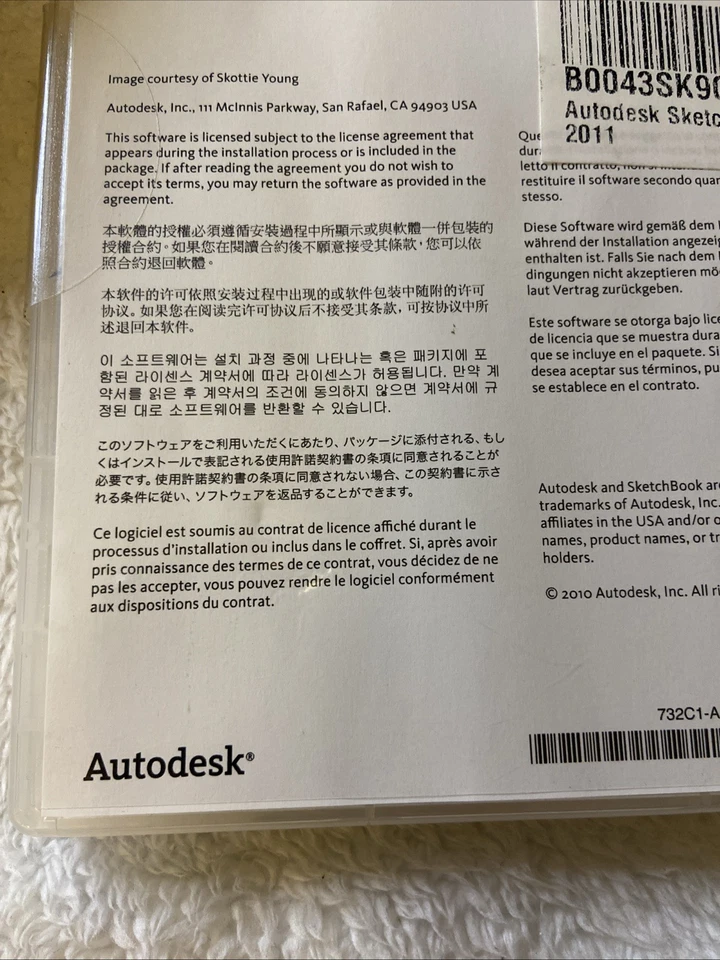 Image courtesy of Skottie Young
Autodesk, Inc., 111 McInnis Parkway, San Rafael, CA 94903 USA
This software is licensed subject to the license agreement that
appears during the installation process or is included in the
package. If after reading the agreement you do not wish to
accept its terms, you may return the software as provided in the
agreement.
本軟體的授權必須遵循安裝過程中所顯示或與軟體一併包裝的
授權合約。如果您在閱讀合約後不願意接受其條款，您可以依
照合約退回軟體。
本软件的许可依照安装过程中出现的或软件包装中随附的许可
协议。如果您在阅读完许可协议后不接受其条款, 可按协议中所
述退回本软件。
이 소프트웨어는 설치 과정 중에 나타나는 혹은 패키지에 포
함된 라이센스 계약서에 따라 라이센스가 허용됩니다. 만약 계
약서를 읽은 후 계약서의 조건에 동의하지 않으면 계약서에 규
정된 대로 소프트웨어를 반환할 수 있습니다.
このソフトウェアをご利用いただくにあたり、パッケージに添付される、もし
くはインストールで表記される使用許諾契約書の条項に同意されることが
必要です。使用許諾契約書の条項に同意されない場合、この契約書に示さ
れる条件に従い、ソフトウェアを返品することができます。
Ce logiciel est soumis au contrat de licence affiché durant le
processus d'installation ou inclus dans le coffret. Si, après avoir
pris connaissance des termes de ce contrat, vous décidez de ne
pas les accepter, vous pouvez rendre le logiciel conformément
aux dispositions du contrat.
Autodesk®
B0043SK9
Autodesk Sketc
2011
Que
dur
letto il contratto, non si
restituire il software secondo quan
stesso.
Diese Software wird gemäß dem
während der Installation angezeig
enthalten ist. Falls Sie nach dem
dingungen nicht akzeptieren mö
laut Vertrag zurückgeben.
Este software se otorga bajo lice
de licencia que se muestra dura
que se incluye en el paquete. Si
desea aceptar sus términos, pu
se establece en el contrato.
Autodesk and SketchBook are
trademarks of Autodesk, Inc.
affiliates in the USA and/or o
names, product names, or tr
holders.
© 2010 Autodesk, Inc. All ri
732C1-A